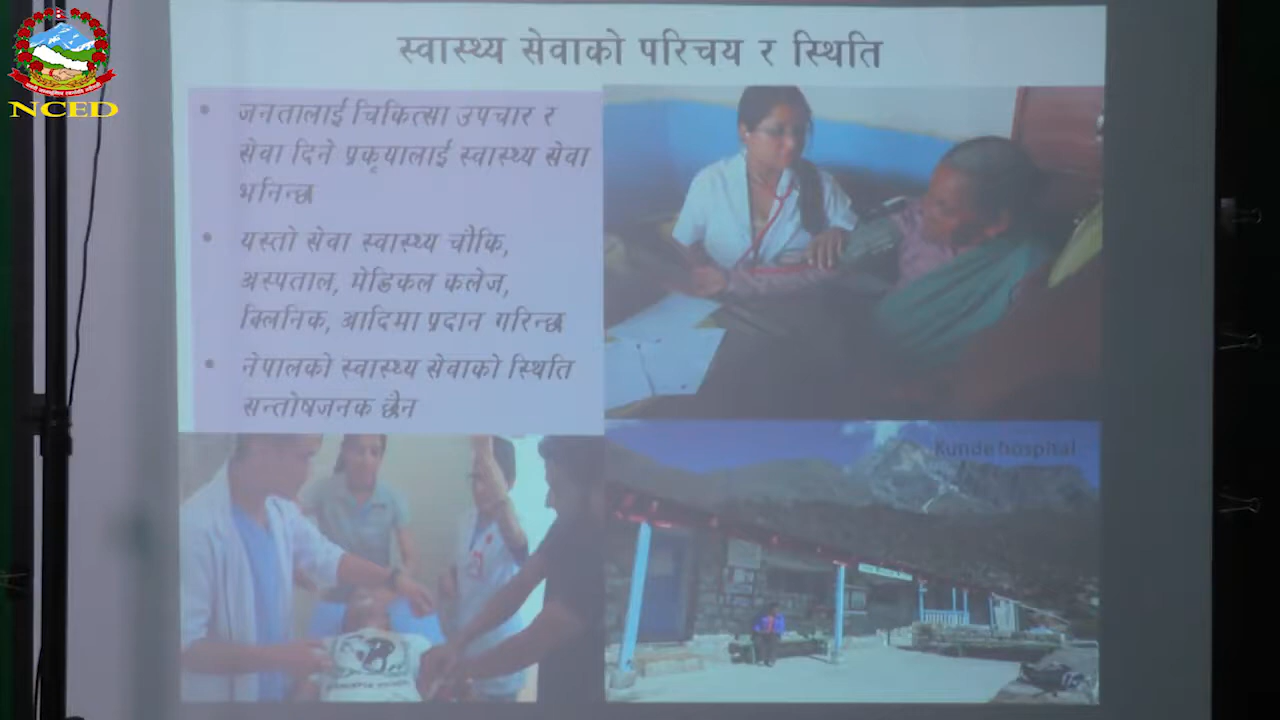 NCED
स्वास्थ्य सेवाको परिचय र स्थिति
• जनतालाई चिकित्सा उपचार र
सेवा दिने प्रकृयालाई स्वास्थ्य सेवा
भनिन्छ
• यस्तो सेवा स्वास्थ्य चौकि,
अस्पताल, मेडिकल कलेज,
क्लिनिक, आदिमा प्रदान गरिन्छ
• नेपालको स्वास्थ्य सेवाको स्थिति
सन्तोषजनक छैन
Kunde hospital